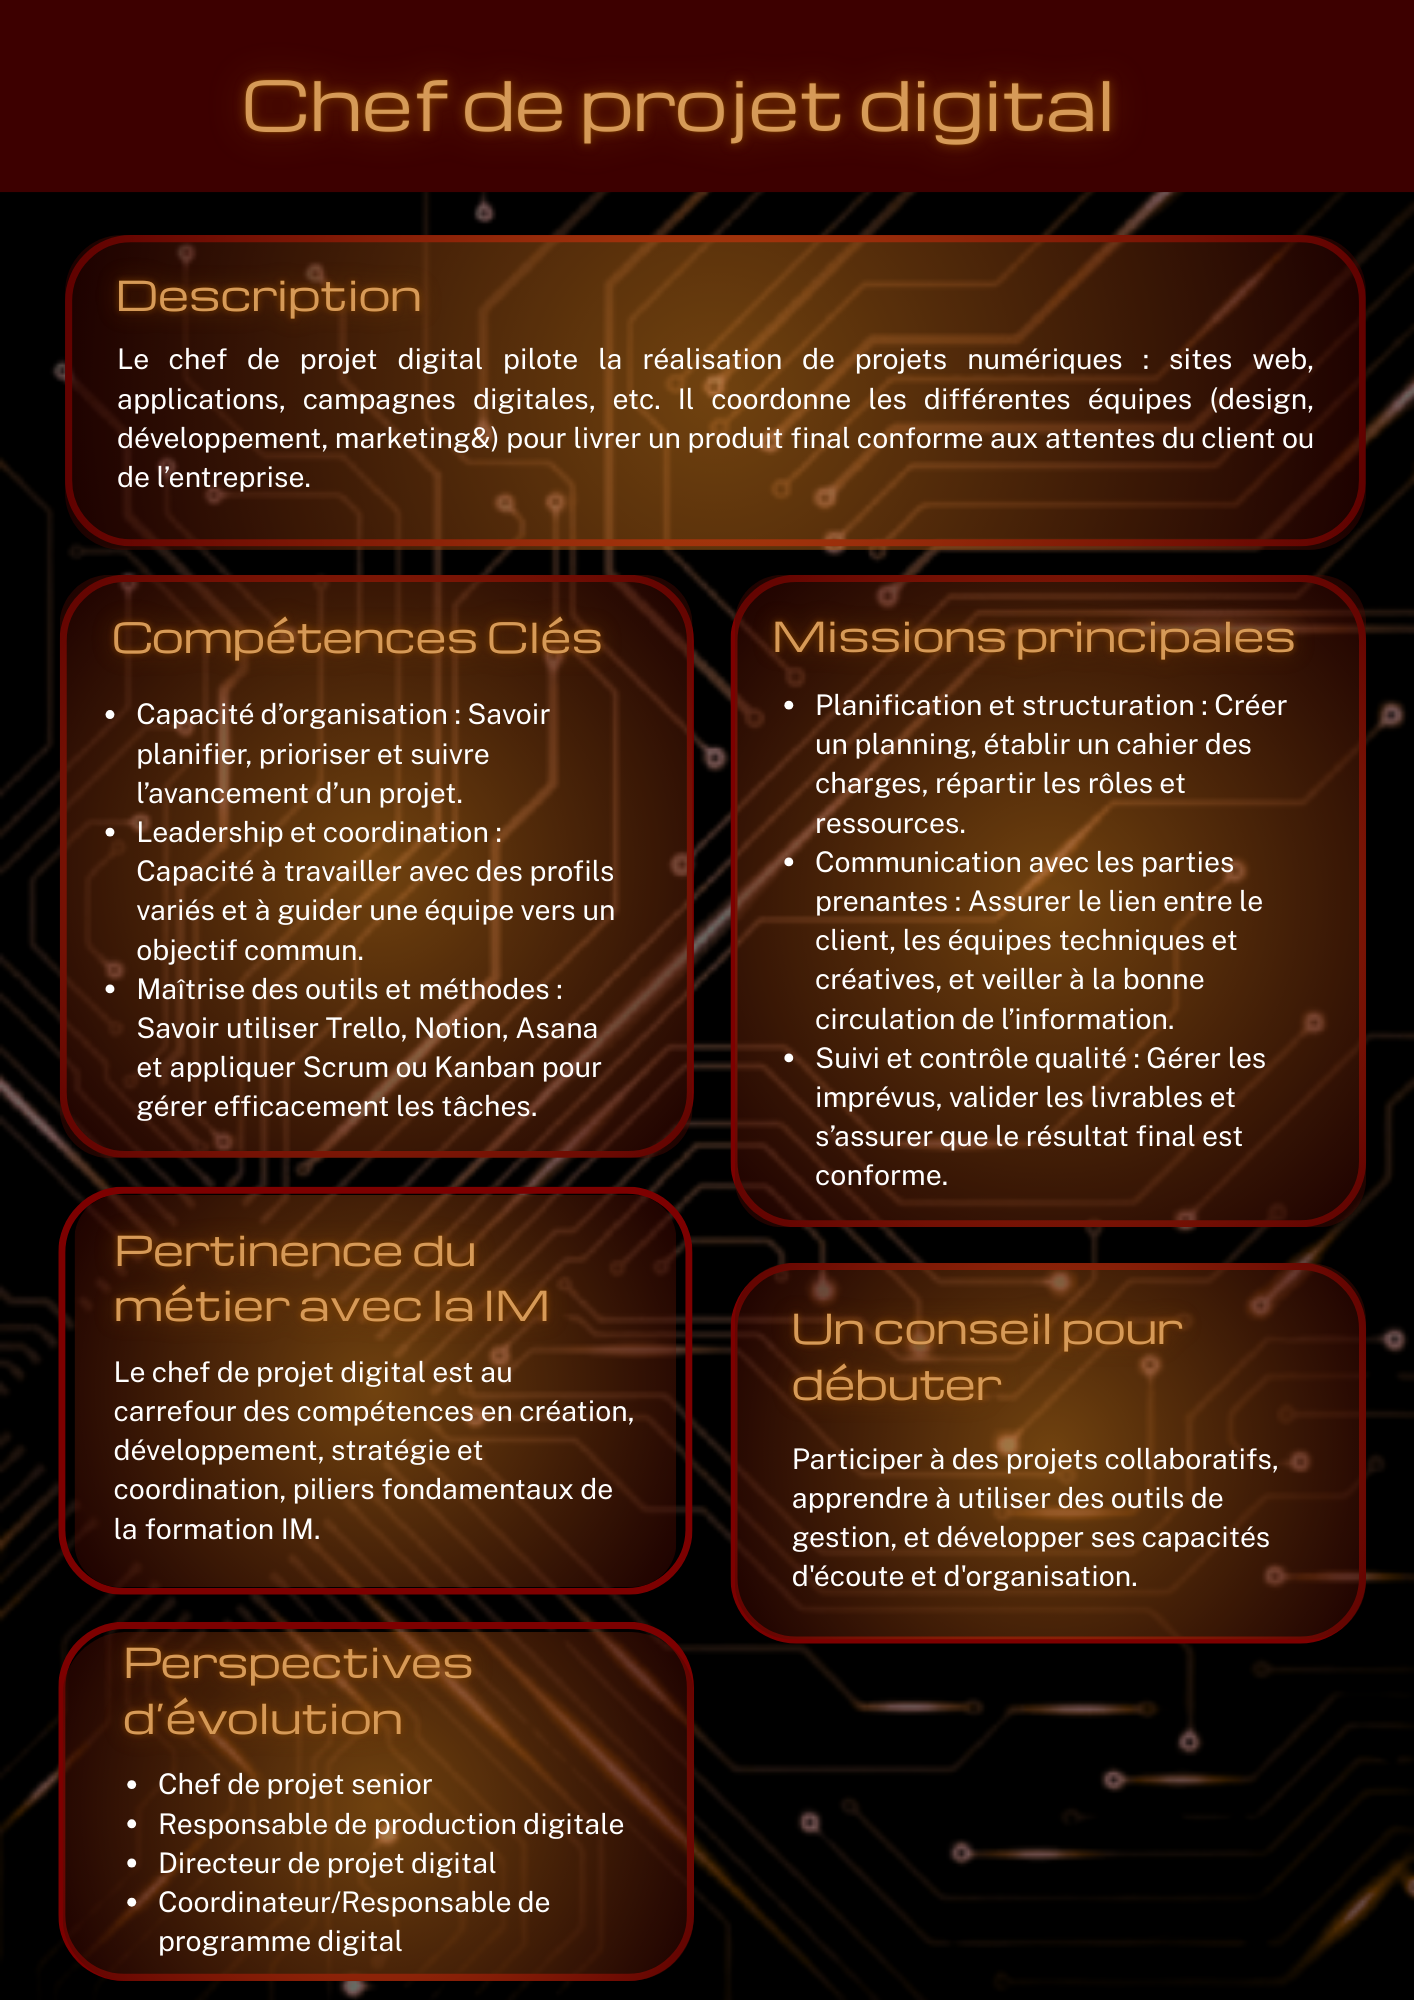 Chef de projet digital
Description
Le chef de projet digital pilote la réalisation de projets numériques : sites web,
applications, campagnes digitales, etc. Il coordonne les différentes équipes (design,
développement, marketing&) pour livrer un produit final conforme aux attentes du client ou
de l’entreprise.
Compétences Clés
• Capacité d’organisation : Savoir
planifier, prioriser et suivre
l’avancement d’un projet.
• Leadership et coordination :
Capacité à travailler avec des profils
variés et à guider une équipe vers un
objectif commun.
• Maîtrise des outils et méthodes :
Savoir utiliser Trello, Notion, Asana
et appliquer Scrum ou Kanban pour
gérer efficacement les tâches.
Missions principales
• Planification et structuration : Créer
un planning, établir un cahier des
charges, répartir les rôles et
ressources.
• Communication avec les parties
prenantes : Assurer le lien entre le
client, les équipes techniques et
créatives, et veiller à la bonne
circulation de l’information.
• Suivi et contrôle qualité : Gérer les
imprévus, valider les livrables et
s’assurer que le résultat final est
conforme.
Pertinence du
métier avec la IM
Le chef de projet digital est au
carrefour des compétences en création,
développement, stratégie et
coordination, piliers fondamentaux de
la formation IM.
Un conseil pour
débuter
Participer à des projets collaboratifs,
apprendre à utiliser des outils de
gestion, et développer ses capacités
d'écoute et d'organisation.
Perspectives
d’évolution
• Chef de projet senior
• Responsable de production digitale
• Directeur de projet digital
• Coordinateur/Responsable de
programme digital